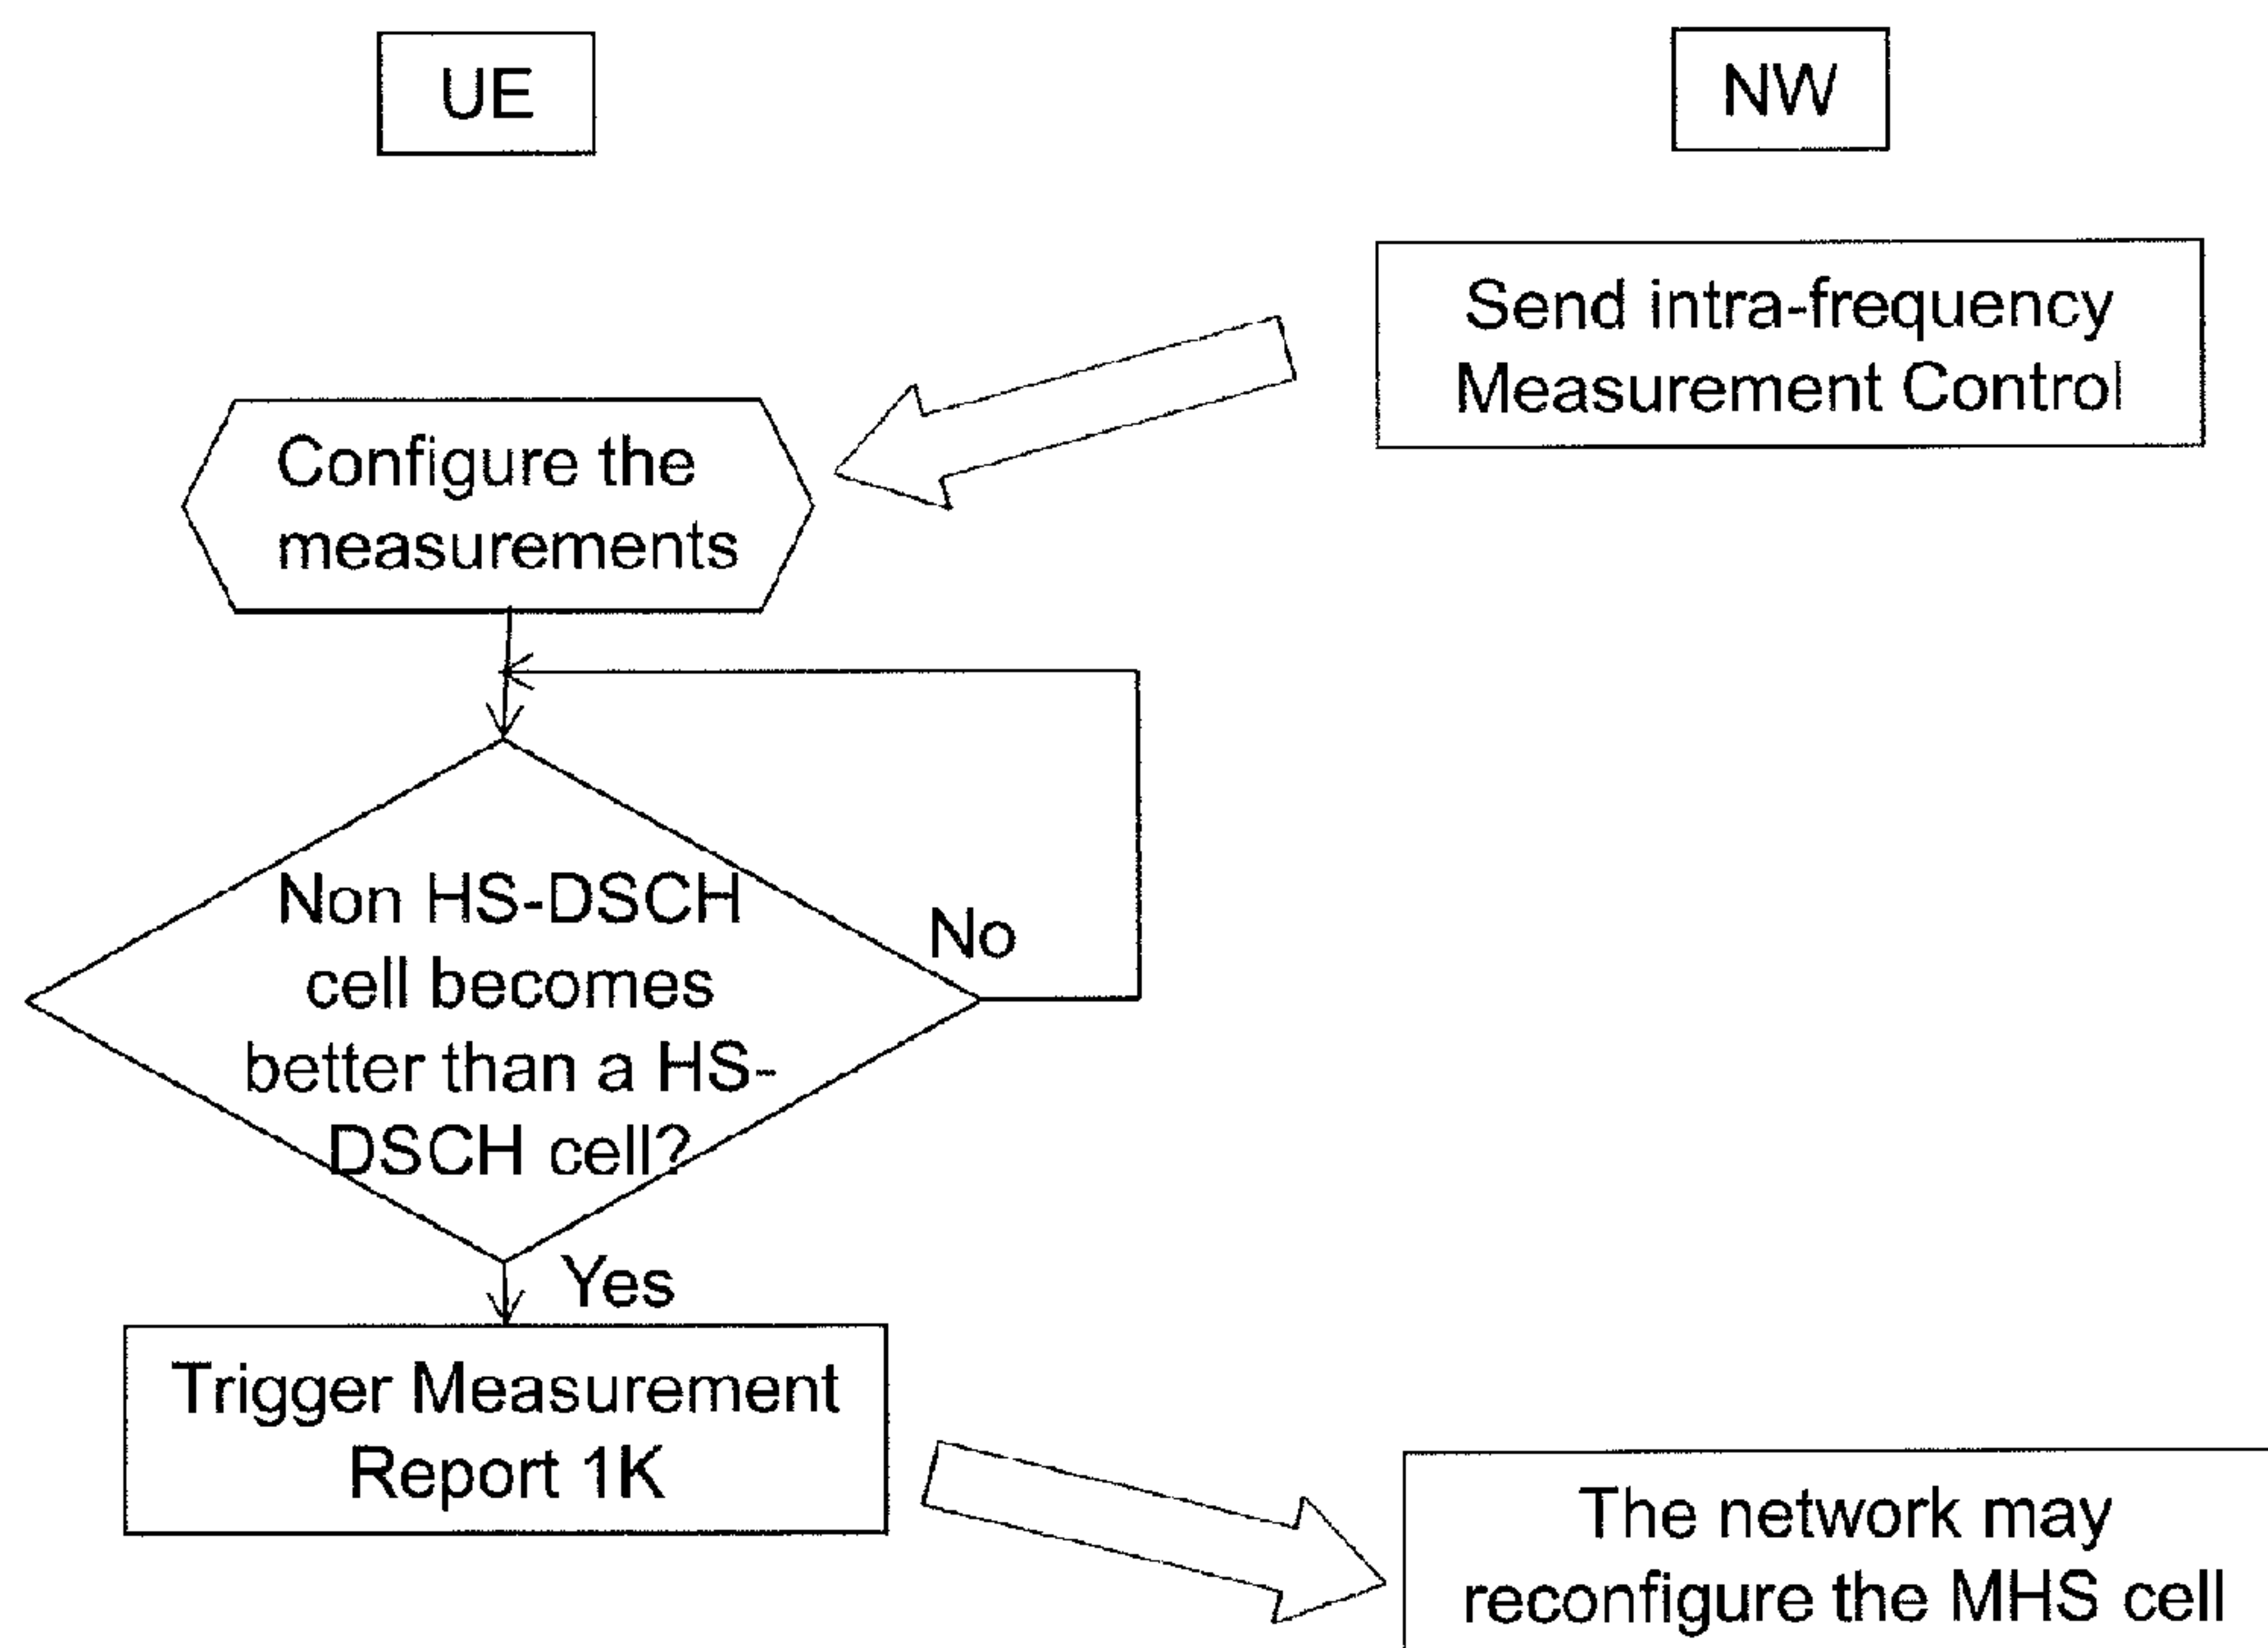 UE
NW
Send intra-frequency
Measurement Control
Configure the
measurements
Non HS-DSCH
cell becomes
better than a HS-
DSCH cell?
No
Yes
Trigger Measurement
Report 1K
The network may
reconfigure the MHS cell